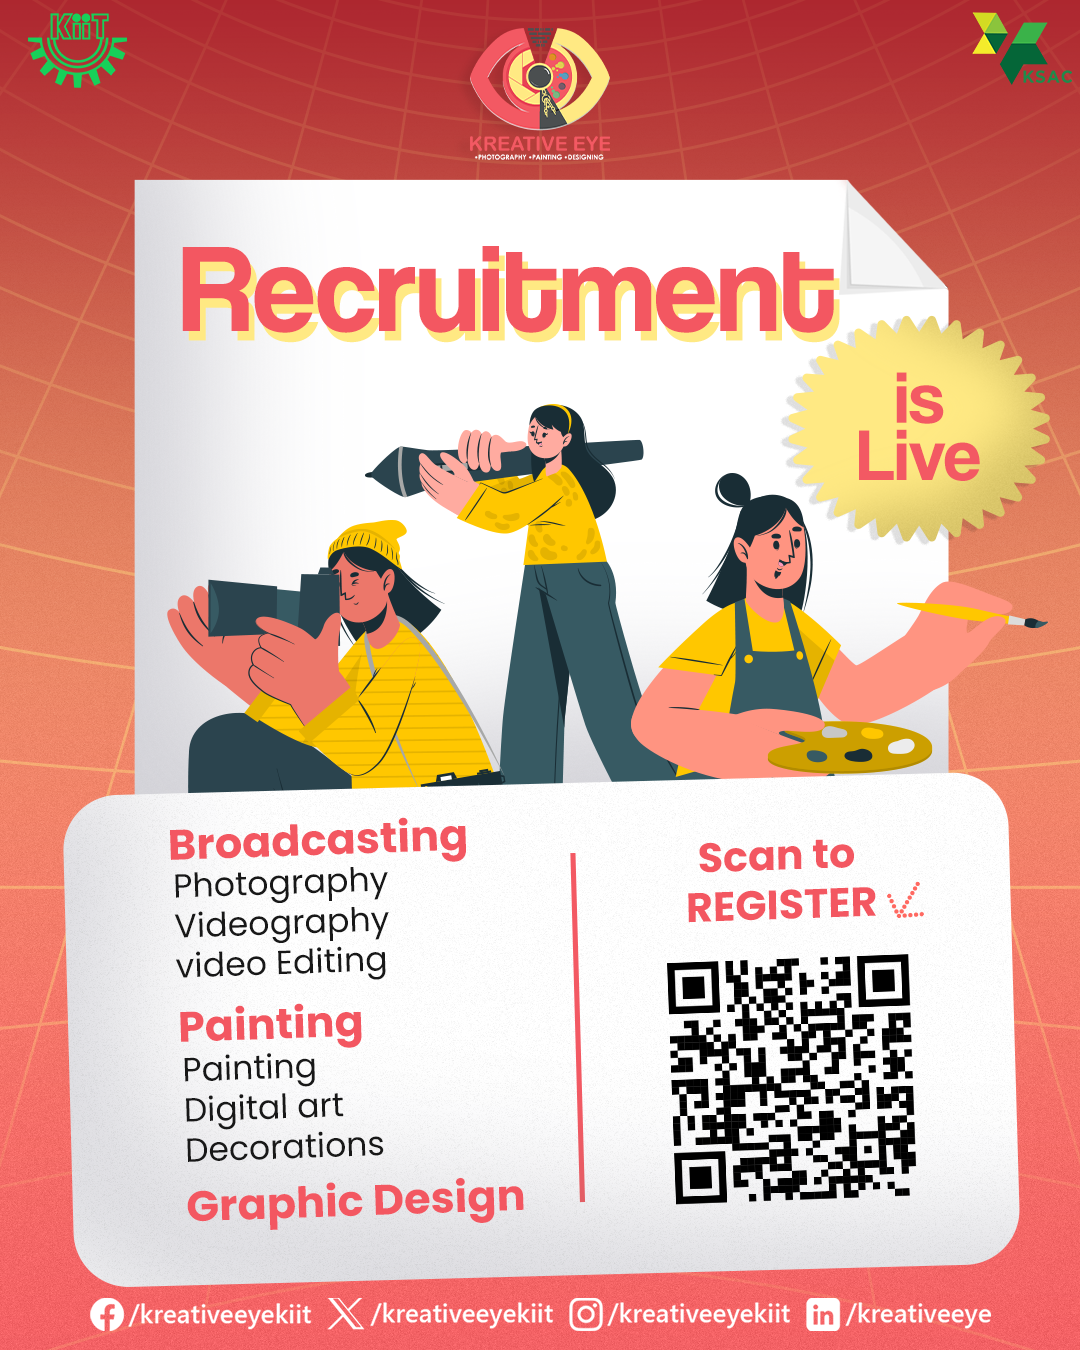 KiiT
KSAC
KREATIVE EYE
•PHOTOGRAPHY •PAINTING •DESIGNING
Recruitment
is
Live
Broadcasting
Photography
Videography
video Editing
Painting
Painting
Digital art
Decorations
Graphic Design
Scan to
REGISTER
/kreativeeyekiit /kreativeeyekiit /kreativeeyekiit /kreativeeye